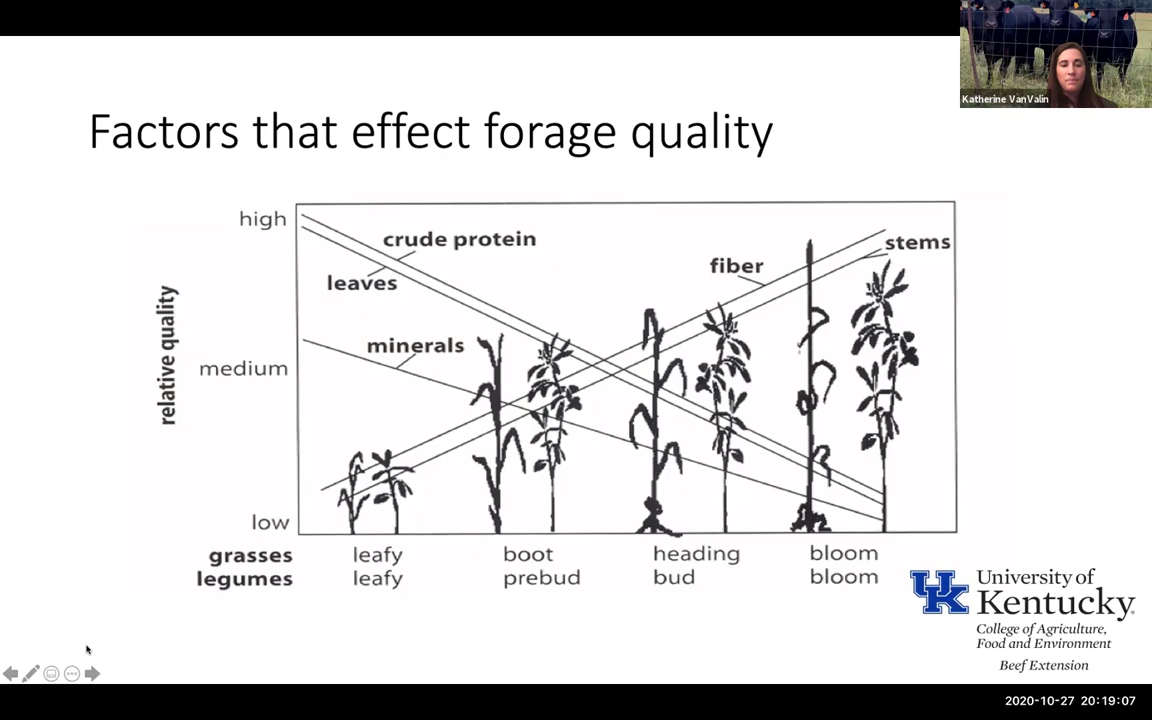 Katherine VanValin
Factors that effect forage quality
high
crude protein
stems
fiber
leaves
minerals
medium
relative quality
low
grasses leafy boot heading bloom
legumes leafy prebud bud bloom
UK University of
Kentucky
College of Agriculture,
Food and Environment
Beef Extension
2020-10-27 20:19:07